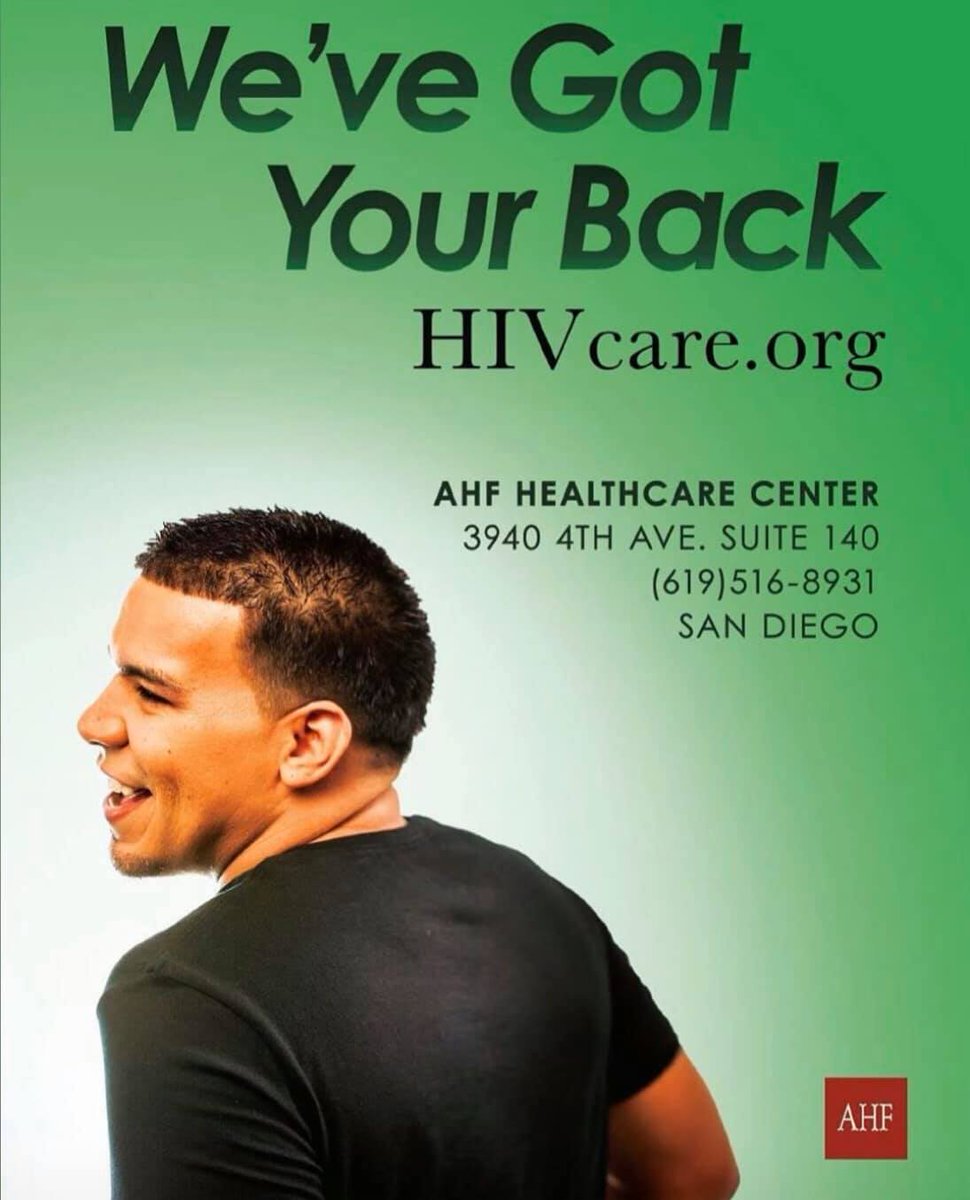 We've Got
Your Back
HIVcare.org
AHF HEALTHCARE CENTER
3940 4TH AVE. SUITE 140
(619)516-8931
SAN DIEGO
AHF